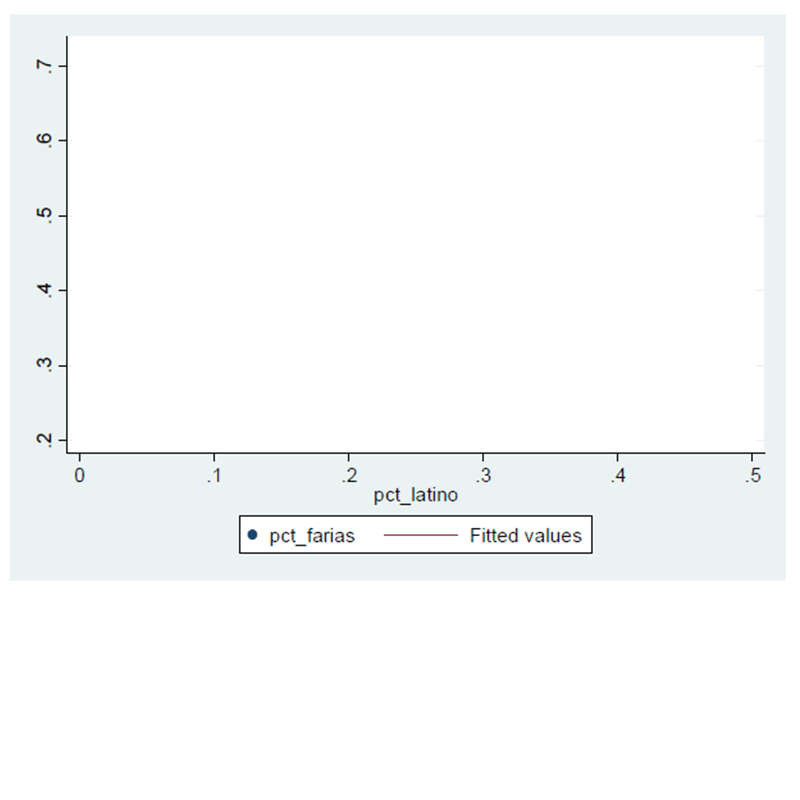 .7
.6
.5
.4
.3
.2
0 .1 .2 .3 .4 .5
pct_latino
pct_farias Fitted values